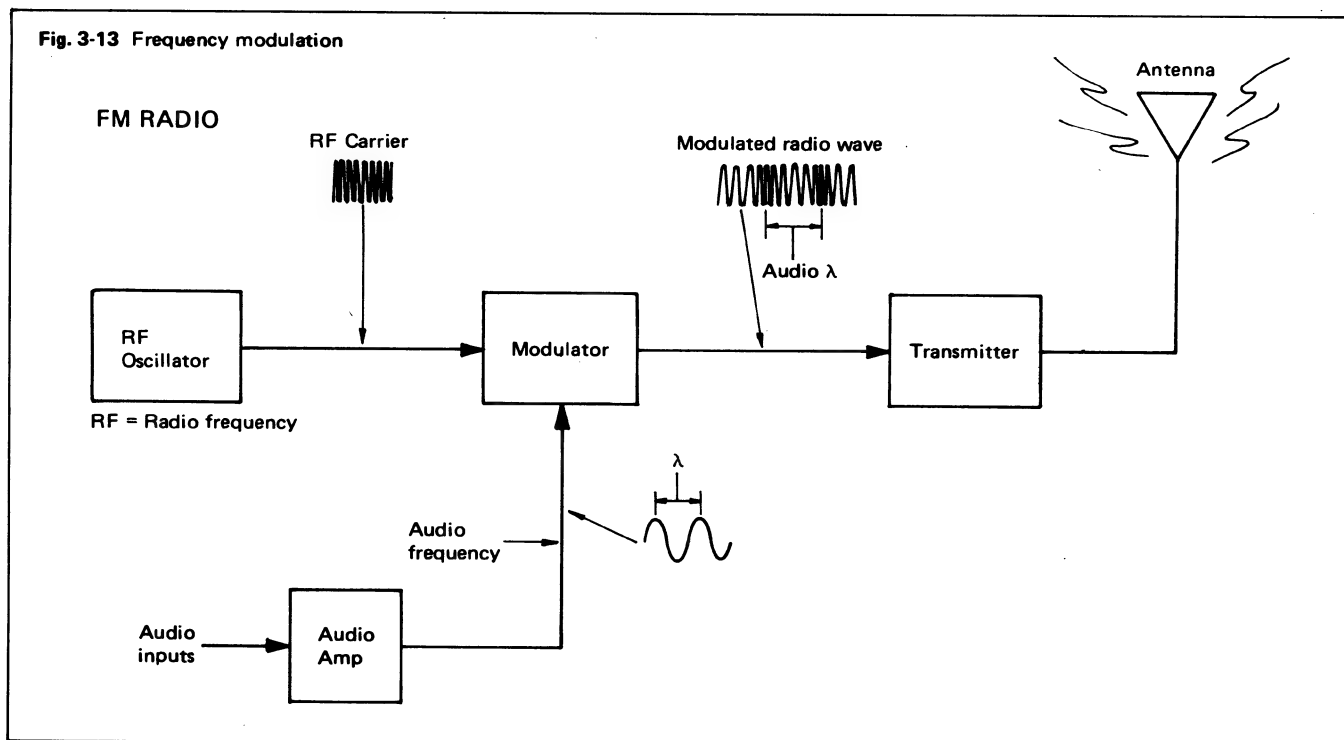 Fig. 3-13 Frequency modulation
Antenna
FM RADIO
RF Carrier
Modulated radio wave
Audio λ
RF
Oscillator
Modulator
Transmitter
RF = Radio frequency
λ
Audio
frequency
Audio
inputs
Audio
Amp